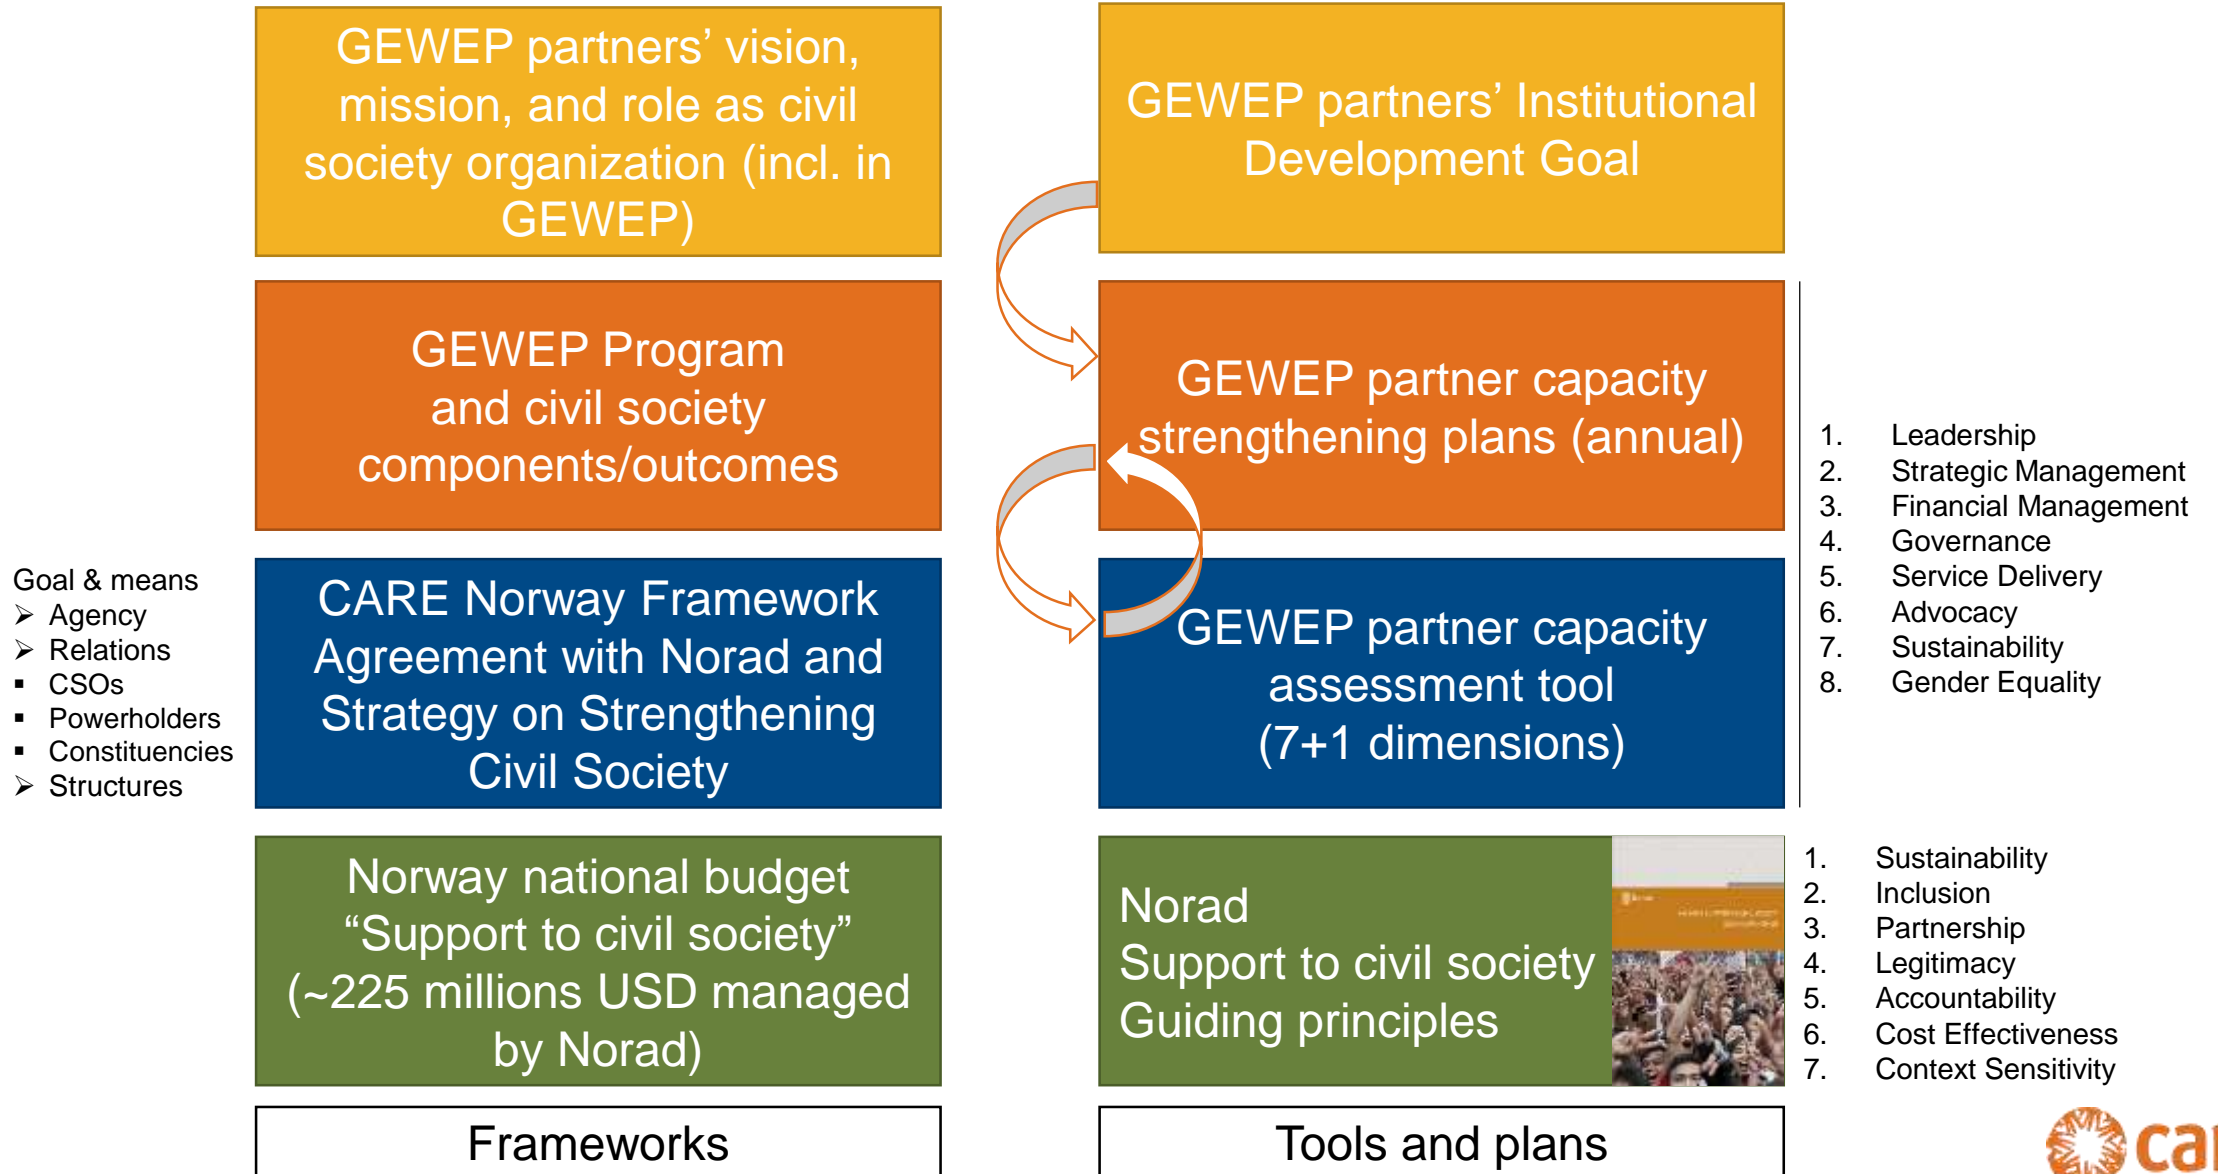 GEWEP partners’ vision,
mission, and role as civil
society organization (incl. in
GEWEP)
GEWEP partners’ Institutional
Development Goal
GEWEP Program
and civil society
components/outcomes
GEWEP partner capacity
strengthening plans (annual)
1. Leadership
2. Strategic Management
3. Financial Management
4. Governance
5. Service Delivery
6. Advocacy
7. Sustainability
8. Gender Equality
Goal & means
➢ Agency
➢ Relations
▪ CSOs
▪ Powerholders
▪ Constituencies
➢ Structures
CARE Norway Framework
Agreement with Norad and
Strategy on Strengthening
Civil Society
GEWEP partner capacity
assessment tool
(7+1 dimensions)
Norway national budget
“Support to civil society”
(~225 millions USD managed
by Norad)
Norad
Support to civil society
Guiding principles
1. Sustainability
2. Inclusion
3. Partnership
4. Legitimacy
5. Accountability
6. Cost Effectiveness
7. Context Sensitivity
Frameworks
Tools and plans